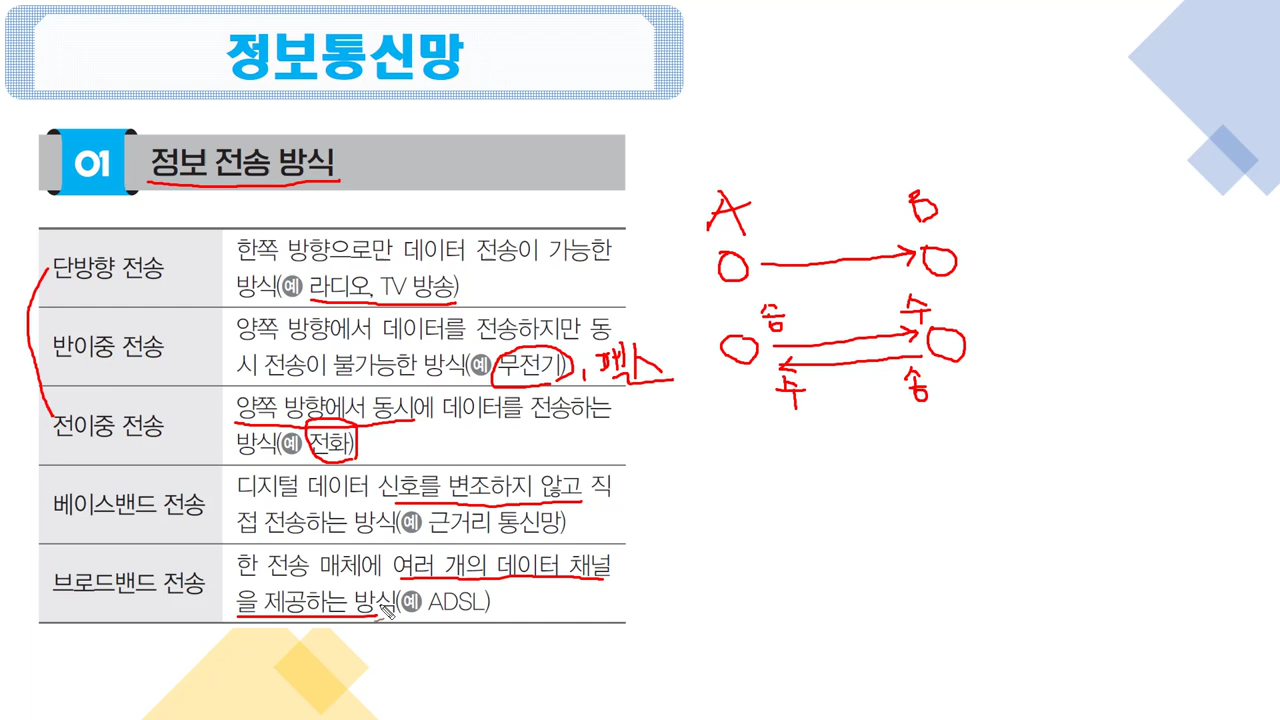 정보통신망
01 정보 전송 방식
단방향 전송
한쪽 방향으로만 데이터 전송이 가능한
방식(예 라디오, TV 방송)
반이중 전송
양쪽 방향에서 데이터를 전송하지만 동
시 전송이 불가능한 방식(예 무전기), 팩스
전이중 전송
양쪽 방향에서 동시에 데이터를 전송하는
방식(예 전화)
베이스밴드 전송
디지털 데이터 신호를 변조하지 않고 직
접 전송하는 방식(예 근거리 통신망)
브로드밴드 전송
한 전송 매체에 여러 개의 데이터 채널
을 제공하는 방식(예 ADSL)
A B
송 수
수 송